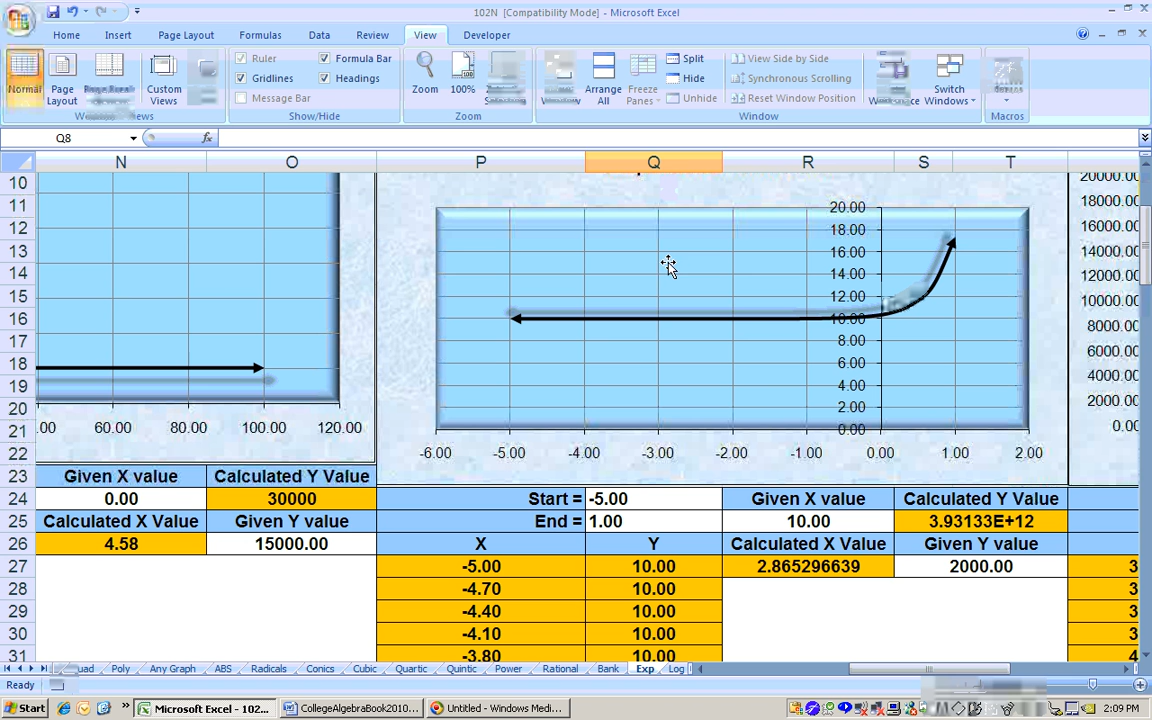 102N [Compatibility Mode] - Microsoft Excel
Home Insert Page Layout Formulas Data Review View Developer
Ruler Formula Bar
Gridlines Headings
Message Bar
Normal Page Layout Custom Views
Show/Hide
Zoom 100%
Zoom
Arrange All Freeze Panes
Split
Hide
Unhide
View Side by Side
Synchronous Scrolling
Reset Window Position
Switch Windows
Window
Macros
Q8 fx
N O P Q R S T
10 20000.00
11 20.00 18000.00
12 18.00 16000.00
13 16.00 14000.00
14 14.00 12000.00
15 12.00 10000.00
16 10.00 8000.00
17 8.00 6000.00
18 6.00 4000.00
19 4.00 2000.00
20 2.00 0.00
21 .00 60.00 80.00 100.00 120.00 0.00
22 -6.00 -5.00 -4.00 -3.00 -2.00 -1.00 0.00 1.00 2.00
23 Given X value Calculated Y Value
24 0.00 30000 Start = -5.00 Given X value Calculated Y Value
25 Calculated X Value Given Y value End = 1.00 10.00 3.93133E+12
26 4.58 15000.00 X Y Calculated X Value Given Y value
27 -5.00 10.00 2.865296639 2000.00 3
28 -4.70 10.00 3
29 -4.40 10.00 3
30 -4.10 10.00 3
31 -3.80 10.00 4
uad Poly Any Graph ABS Radicals Conics Cubic Quartic Quintic Power Rational Bank Exp Log
Ready
Start Microsoft Excel - 102... CollegeAlgebraBook2010... Untitled - Windows Medi... 2:09 PM